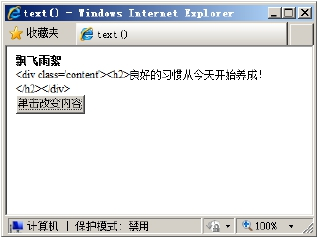 text() - Windows Internet Explorer
收藏夹 text()
飘飞雨絮
<div class='content'><h2>良好的习惯从今天开始养成！
</h2></div>
单击改变内容
计算机 | 保护模式: 禁用 100%